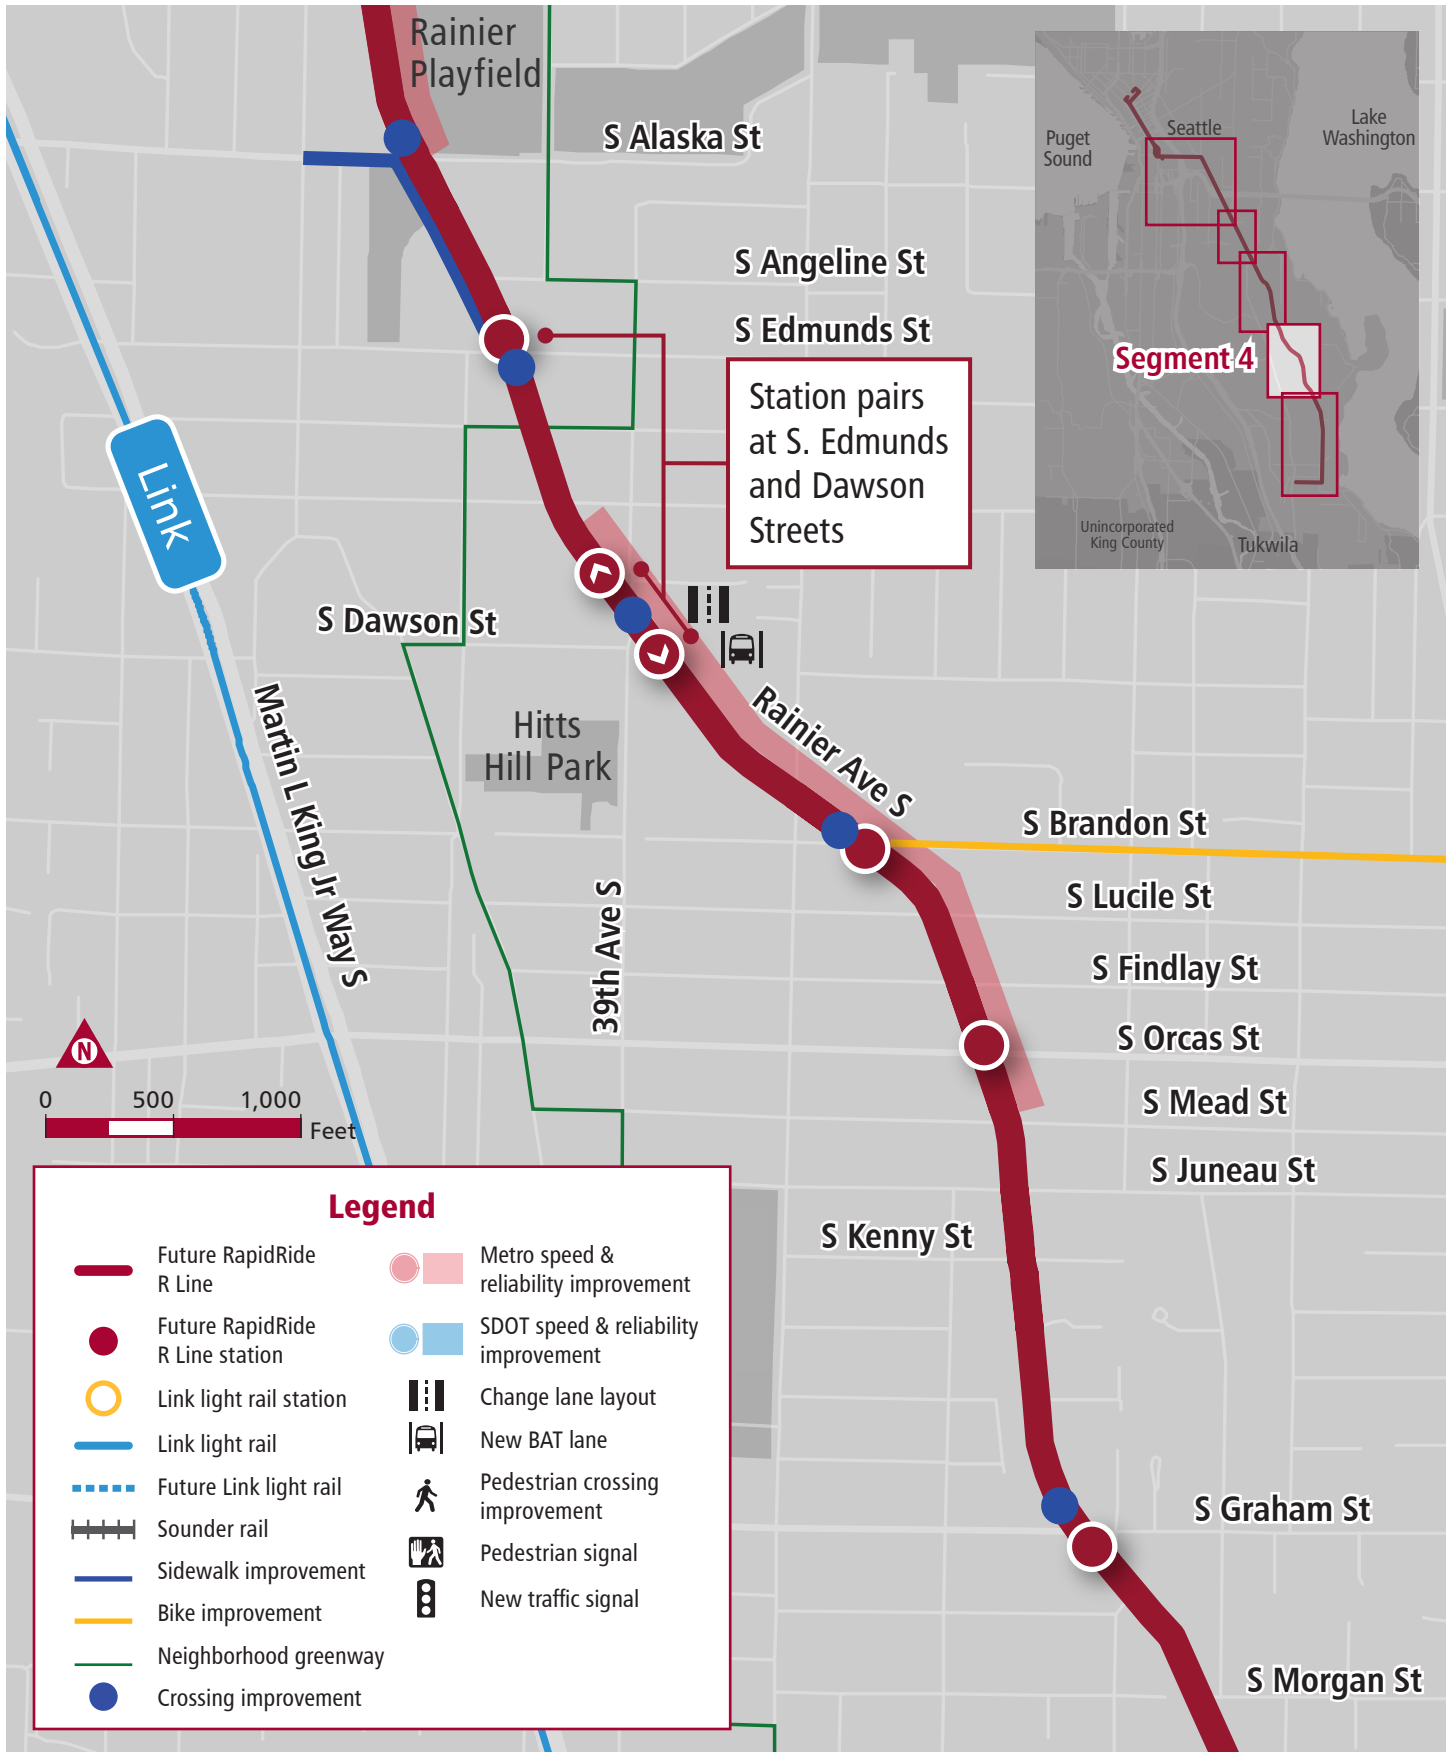 Rainier
Playfield
S Alaska St
S Angeline St
S Edmunds St
Station pairs
at S. Edmunds
and Dawson
Streets
Puget
Sound
Seattle
Lake
Washington
Segment 4
Unincorporated
King County
Tukwila
Link
S Dawson St
Martin L King Jr Way S
Hitts
Hill Park
Rainier Ave S
39th Ave S
S Brandon St
S Lucile St
S Findlay St
S Orcas St
S Mead St
S Juneau St
S Kenny St
S Graham St
S Morgan St
N
0 500 1,000
Feet
Legend
Future RapidRide
R Line
Future RapidRide
R Line station
Link light rail station
Link light rail
Future Link light rail
Sounder rail
Sidewalk improvement
Bike improvement
Neighborhood greenway
Crossing improvement
Metro speed &
reliability improvement
SDOT speed & reliability
improvement
Change lane layout
New BAT lane
Pedestrian crossing
improvement
Pedestrian signal
New traffic signal